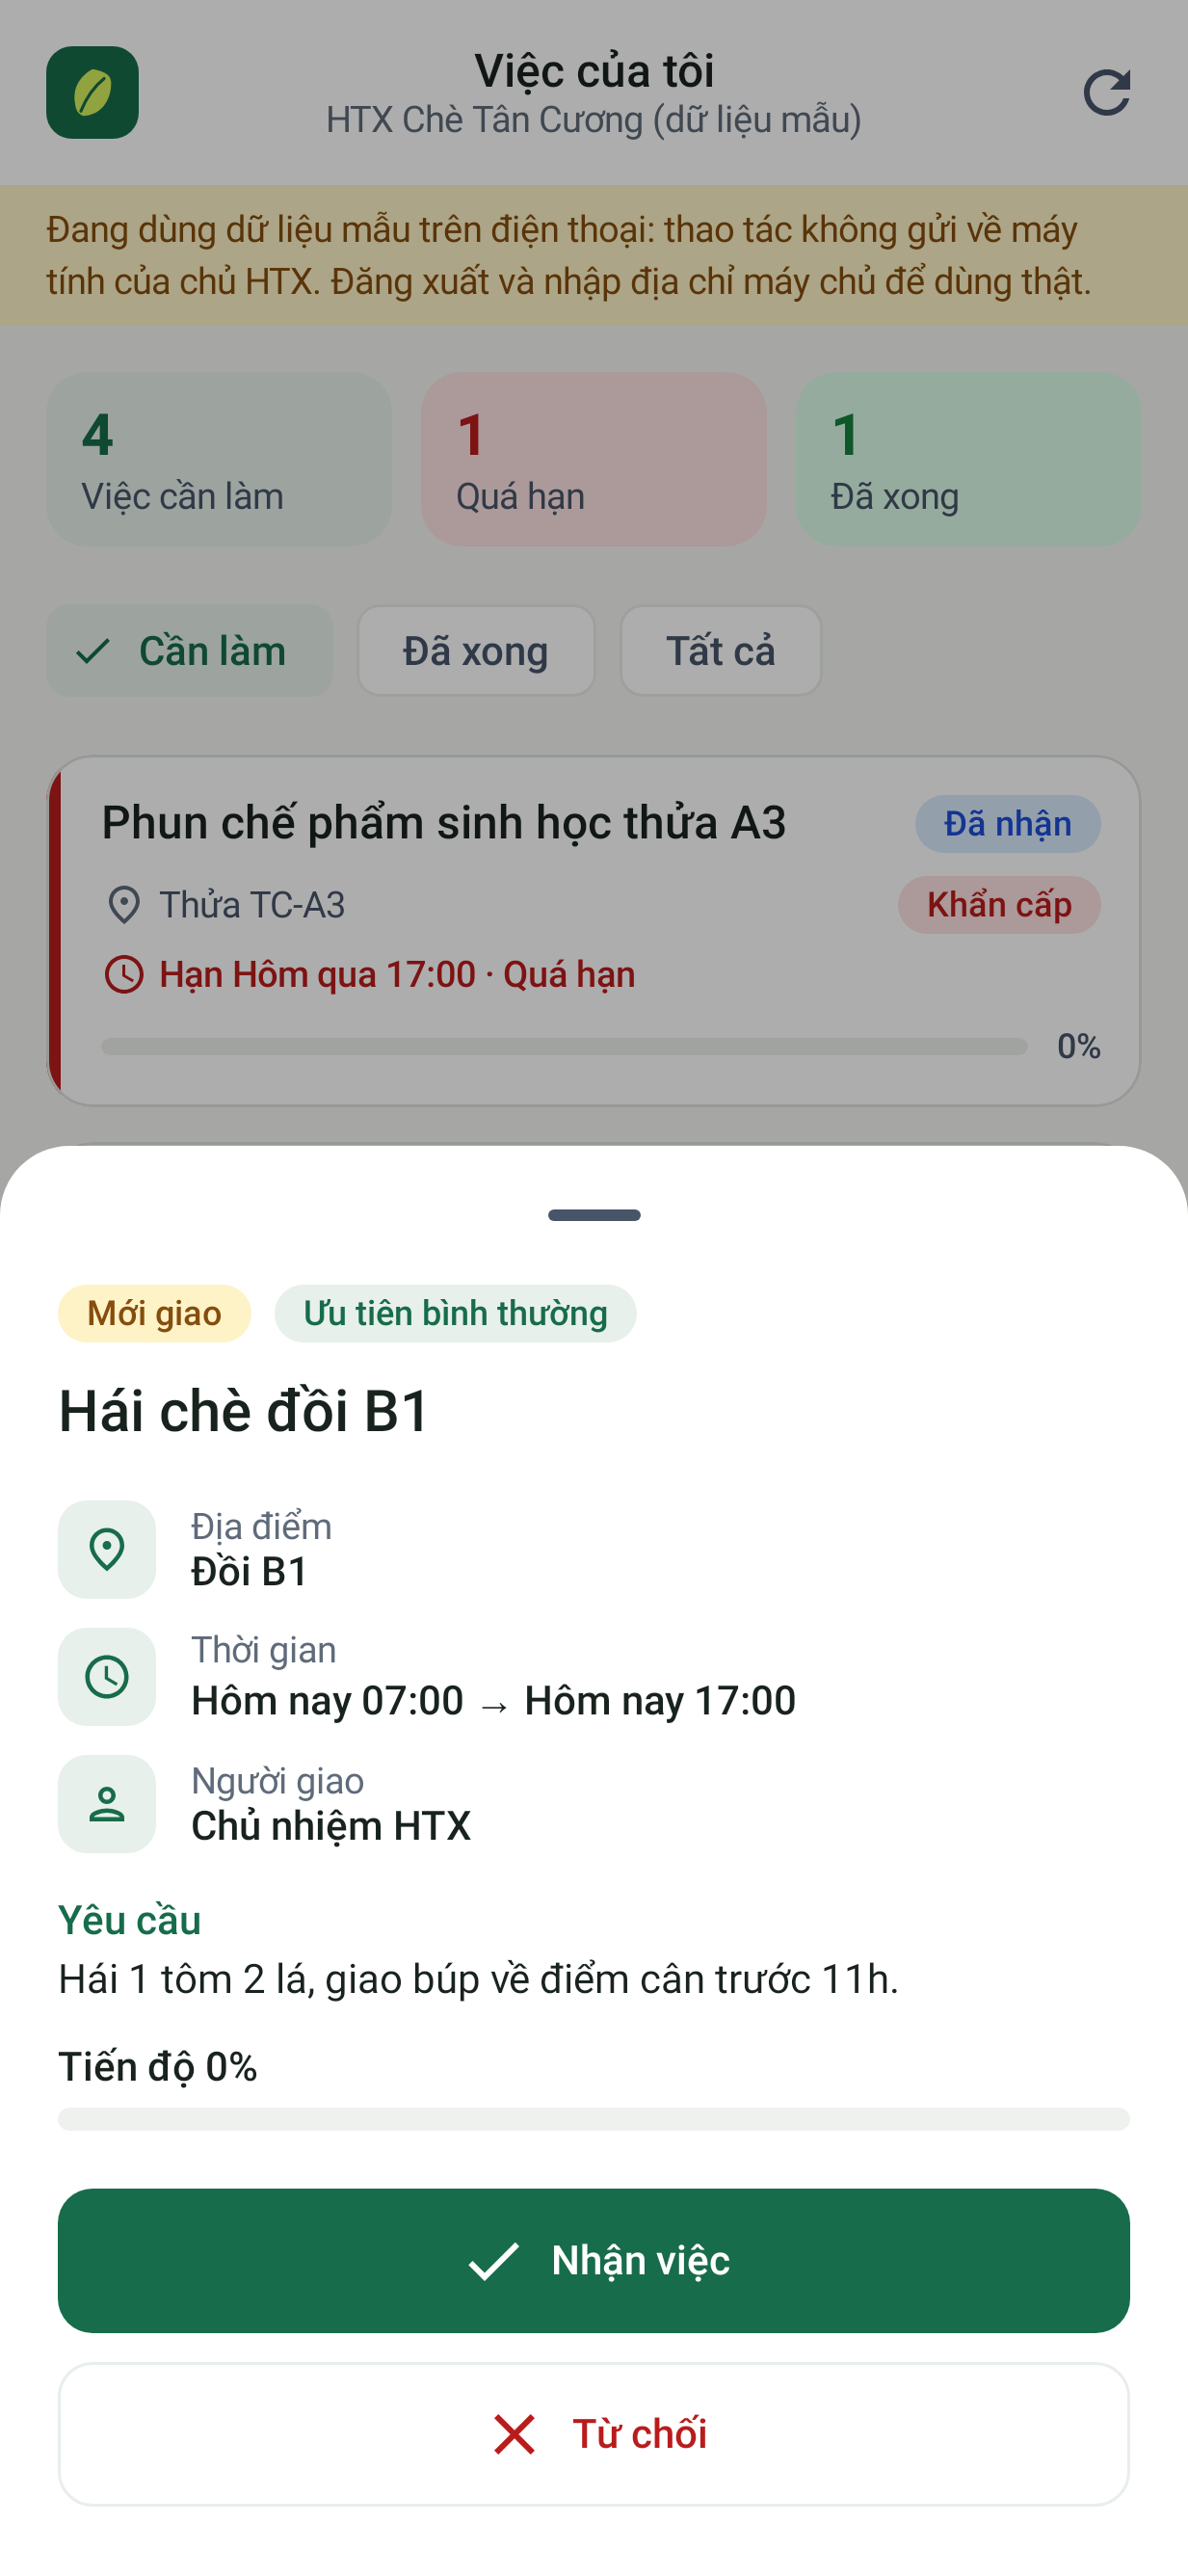 Việc của tôi
HTX Chè Tân Cương (dữ liệu mẫu)
Đang dùng dữ liệu mẫu trên điện thoại: thao tác không gửi về máy
tính của chủ HTX. Đăng xuất và nhập địa chỉ máy chủ để dùng thật.
4
Việc cần làm
1
Quá hạn
1
Đã xong
Cần làm
Đã xong
Tất cả
Phun chế phẩm sinh học thửa A3
Đã nhận
Thửa TC-A3
Khẩn cấp
Hạn Hôm qua 17:00 · Quá hạn
0%
Mới giao
Ưu tiên bình thường
Hái chè đồi B1
Địa điểm
Đồi B1
Thời gian
Hôm nay 07:00 → Hôm nay 17:00
Người giao
Chủ nhiệm HTX
Yêu cầu
Hái 1 tôm 2 lá, giao búp về điểm cân trước 11h.
Tiến độ 0%
Nhận việc
Từ chối